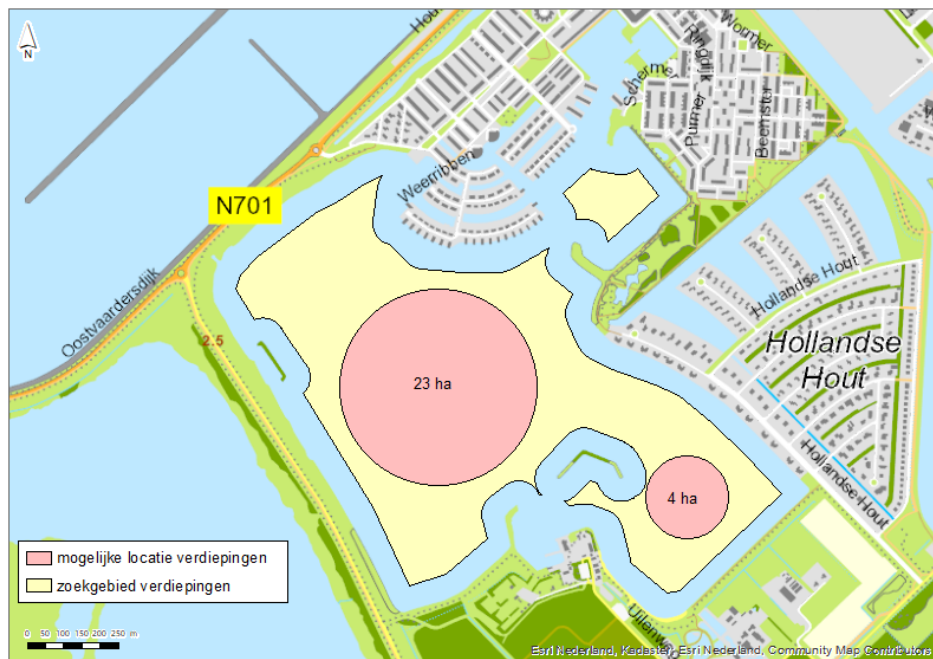 N
Hou
Wormer
Ringdijk
Schermer
Purmer
Beemster
Weerribben
N701
Oostvaardersdijk
2.5
Hollandse Hout
Hollandse
Hout
23 ha
Hollandse Hout
4 ha
mogelijke locatie verdiepingen
zoekgebied verdiepingen
Uilenweg
0 50 100 150 200 250 m
Esri Nederland, Kadaster, Esri Nederland, Community Map Contributors